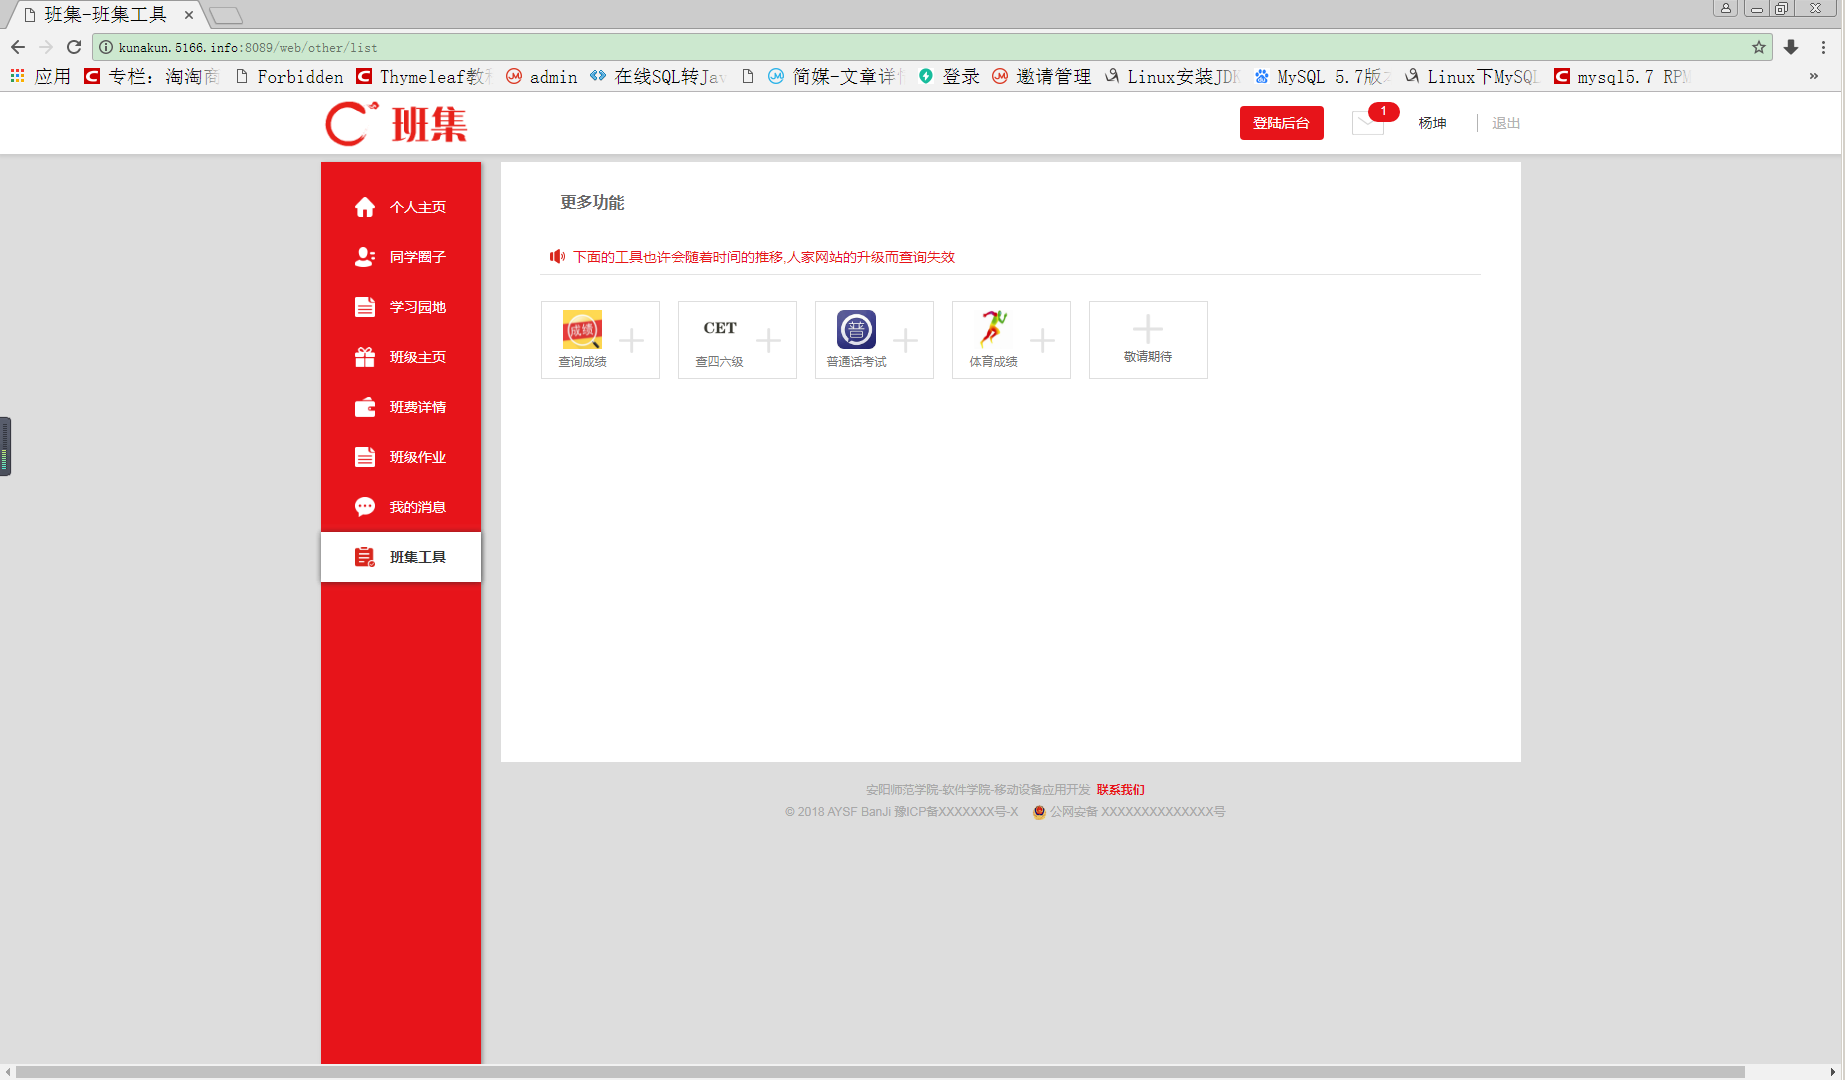 班集-班集工具
kunakun.5166.info:8089/web/other/list
应用 专栏：淘淘商 Forbidden Thymeleaf教 admin 在线SQL转Jav 简媒-文章详 登录 邀请管理 Linux安装JDK MySQL 5.7版 Linux下MySQL mysql5.7 RPM »
班集
登陆后台 1 杨坤 退出
个人主页
同学圈子
学习园地
班级主页
班费详情
班级作业
我的消息
班集工具
更多功能
下面的工具也许会随着时间的推移,人家网站的升级而查询失效
成绩 CET 普
查询成绩 查四六级 普通话考试 体育成绩 敬请期待
安阳师范学院-软件学院-移动设备应用开发 联系我们
© 2018 AYSF BanJi 豫ICP备XXXXXXX号-X 公网安备 XXXXXXXXXXXXXX号